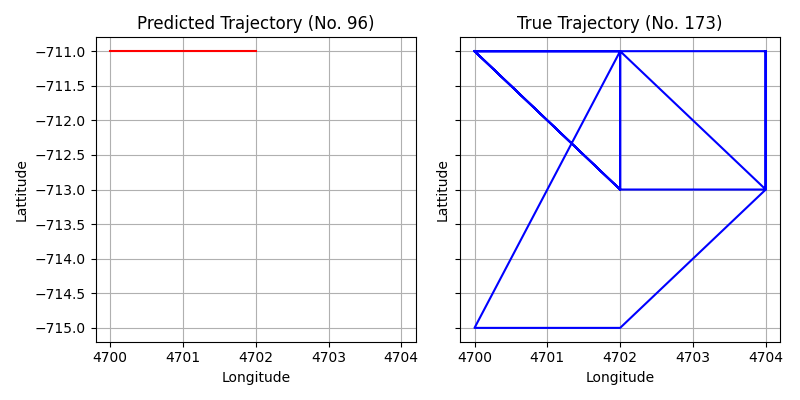 Predicted Trajectory (No. 96)
−711.0
−711.5
−712.0
−712.5
−713.0
−713.5
−714.0
−714.5
−715.0
Lattitude
4700 4701 4702 4703 4704
Longitude
True Trajectory (No. 173)
Lattitude
4700 4701 4702 4703 4704
Longitude